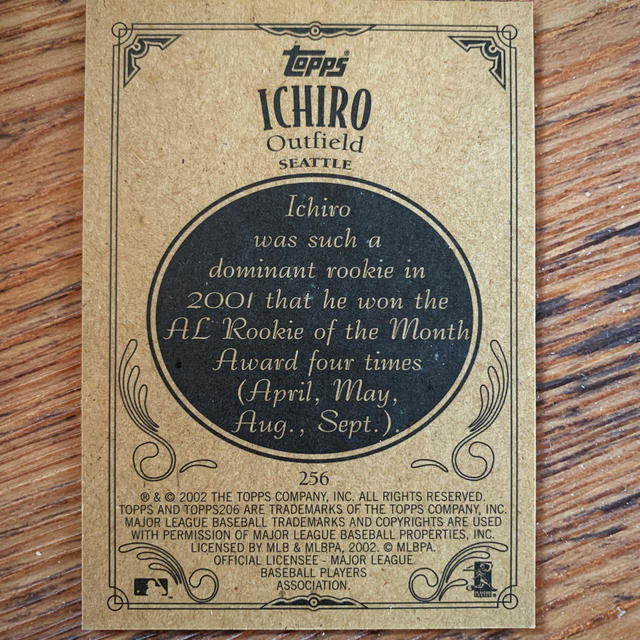 topps®
ICHIRO
Outfield
SEATTLE
Ichiro
was such a
dominant rookie in
2001 that he won the
AL Rookie of the Month
Award four times
(April, May,
Aug., Sept.).
256
® & © 2002 THE TOPPS COMPANY, INC. ALL RIGHTS RESERVED.
TOPPS AND TOPPS206 ARE TRADEMARKS OF THE TOPPS COMPANY, INC.
MAJOR LEAGUE BASEBALL TRADEMARKS AND COPYRIGHTS ARE USED
WITH PERMISSION OF MAJOR LEAGUE BASEBALL PROPERTIES, INC.
LICENSED BY MLB & MLBPA, 2002. © MLBPA.
OFFICIAL LICENSEE - MAJOR LEAGUE
BASEBALL PLAYERS
ASSOCIATION.